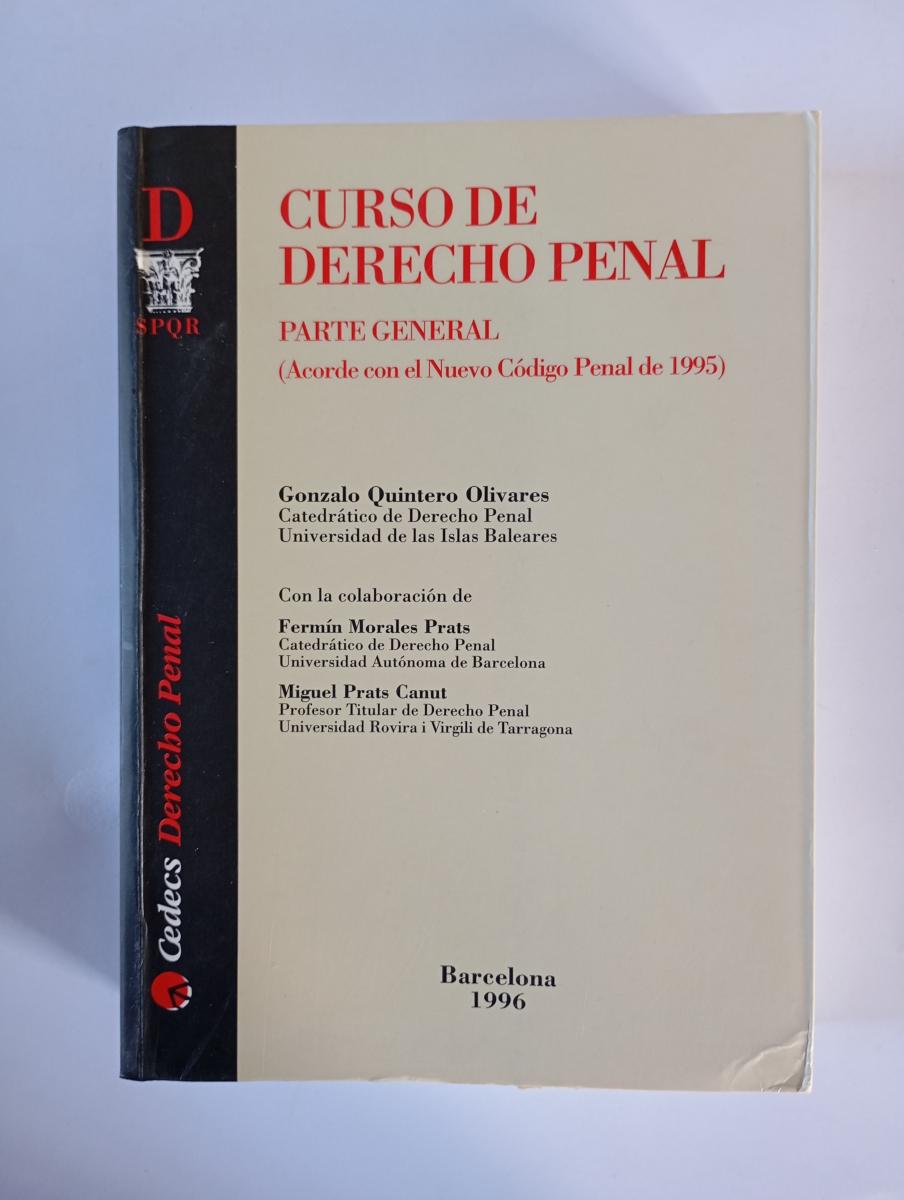 D
SPQR
CURSO DE
DERECHO PENAL
PARTE GENERAL
(Acorde con el Nuevo Código Penal de 1995)
Gonzalo Quintero Olivares
Catedrático de Derecho Penal
Universidad de las Islas Baleares
Con la colaboración de
Fermín Morales Prats
Catedrático de Derecho Penal
Universidad Autónoma de Barcelona
Miguel Prats Canut
Profesor Titular de Derecho Penal
Universidad Rovira i Virgili de Tarragona
Cedecs Derecho Penal
Barcelona
1996